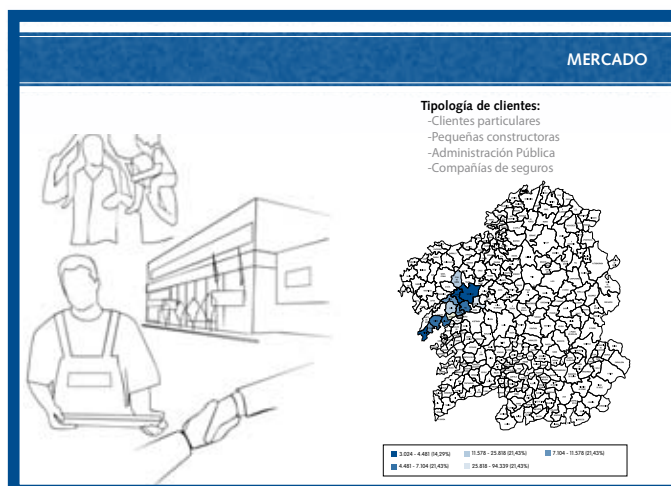 MERCADO
Tipología de clientes:
-Clientes particulares
-Pequeñas constructoras
-Administración Pública
-Compañías de seguros
3.024 - 4.481 (14,29%) 11.578 - 25.818 (21,43%) 7.104 - 11.578 (21,43%)
4.481 - 7.104 (21,43%) 25.818 - 94.339 (21,43%)